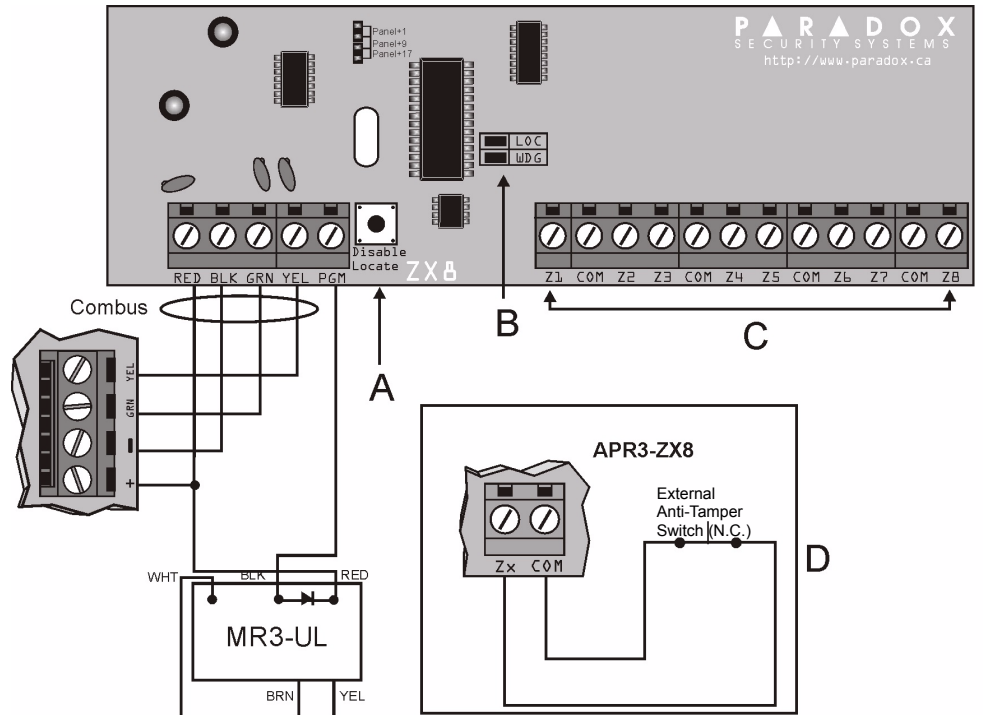 Panel+1
Panel+9
Panel+17
PARADOX
SECURITY SYSTEMS
http://www.paradox.ca
LOC
WDG
Disable
Locate
ZX8
RED BLK GRN YEL PGM
Z1 COM Z2 Z3 COM Z4 Z5 COM Z6 Z7 COM Z8
Combus
A
B
C
YEL
GRN
-
+
APR3-ZX8
External
Anti-Tamper
Switch (N.C.)
Zx COM
D
WHT
BLK
RED
MR3-UL
BRN
YEL